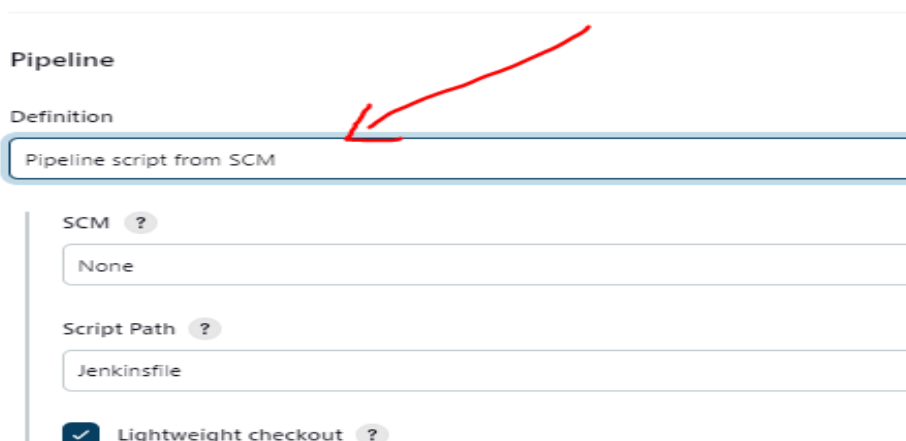 Pipeline
Definition
Pipeline script from SCM
SCM ?
None
Script Path ?
Jenkinsfile
Lightweight checkout ?